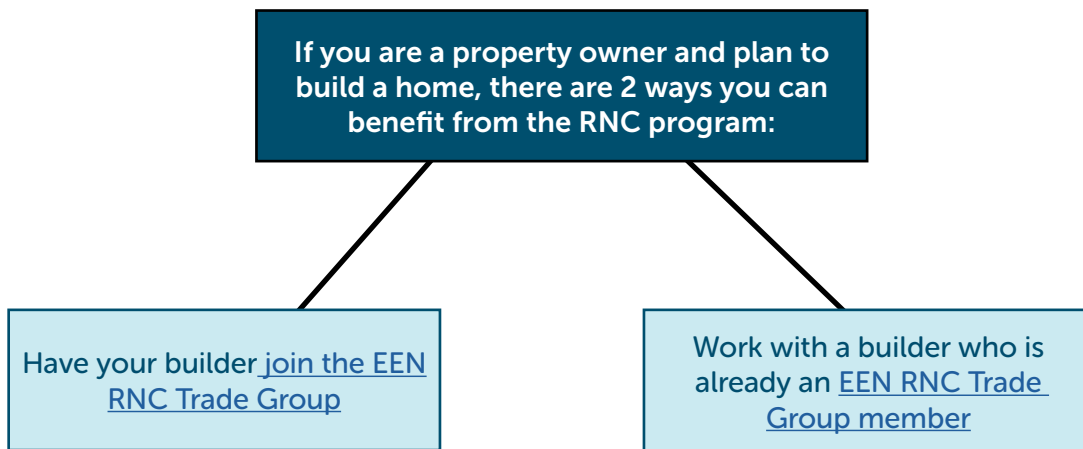 If you are a property owner and plan to
build a home, there are 2 ways you can
benefit from the RNC program:
Have your builder join the EEN
RNC Trade Group
Work with a builder who is
already an EEN RNC Trade
Group member